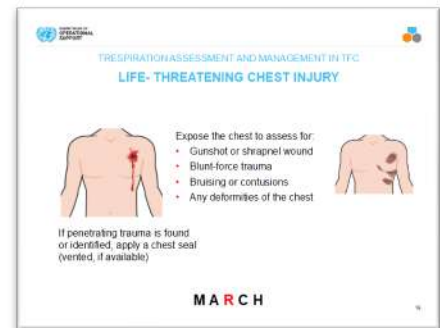 OPERATIONAL
SUPPORT
TRESPIRATION ASSESSMENT AND MANAGEMENT IN TFC
LIFE- THREATENING CHEST INJURY
Expose the chest to assess for:
• Gunshot or shrapnel wound
• Blunt-force trauma
• Bruising or contusions
• Any deformities of the chest
If penetrating trauma is found
or identified, apply a chest seal
(vented, if available)
M A R C H